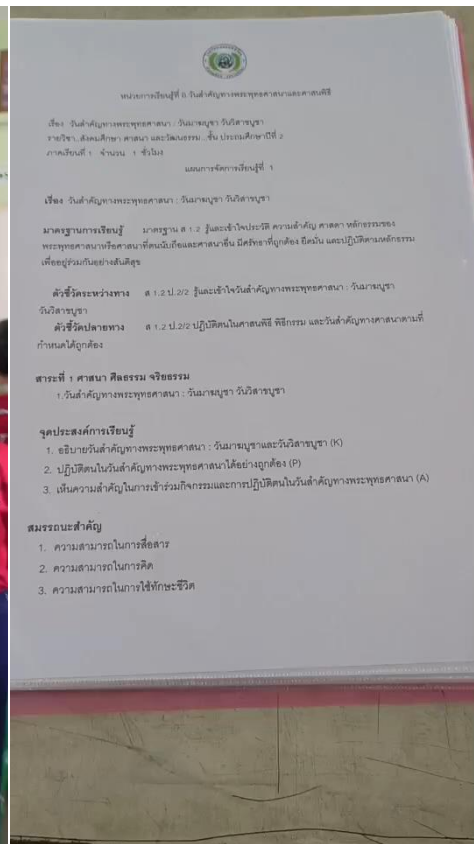 หน่วยการเรียนรู้ที่ 6 วันสำคัญทางพระพุทธศาสนาและศาสนพิธี
เรื่อง วันสำคัญทางพระพุทธศาสนา : วันมาฆบูชา วันวิสาขบูชา
รายวิชา..สังคมศึกษา ศาสนา และวัฒนธรรม...ชั้น ประถมศึกษาปีที่ 2
ภาคเรียนที่ 1 จำนวน 1 ชั่วโมง
แผนการจัดการเรียนรู้ที่ 1
เรื่อง วันสำคัญทางพระพุทธศาสนา : วันมาฆบูชา วันวิสาขบูชา
มาตรฐานการเรียนรู้ มาตรฐาน ส 1.2 รู้และเข้าใจประวัติ ความสำคัญ ศาสดา หลักธรรมของ
พระพุทธศาสนาหรือศาสนาที่ตนนับถือและศาสนาอื่น มีศรัทธาที่ถูกต้อง ยึดมั่น และปฏิบัติตามหลักธรรม
เพื่ออยู่ร่วมกันอย่างสันติสุข
ตัวชี้วัดระหว่างทาง ส 1.2 ป.2/2 รู้และเข้าใจวันสำคัญทางพระพุทธศาสนา : วันมาฆบูชา
วันวิสาขบูชา
ตัวชี้วัดปลายทาง ส 1.2 ป.2/2 ปฏิบัติตนในศาสนพิธี พิธีกรรม และวันสำคัญทางศาสนาตามที่
กำหนดได้ถูกต้อง
สาระที่ 1 ศาสนา ศีลธรรม จริยธรรม
1.วันสำคัญทางพระพุทธศาสนา : วันมาฆบูชา วันวิสาขบูชา
จุดประสงค์การเรียนรู้
1. อธิบายวันสำคัญทางพระพุทธศาสนา : วันมาฆบูชาและวันวิสาขบูชา (K)
2. ปฏิบัติตนในวันสำคัญทางพระพุทธศาสนาได้อย่างถูกต้อง (P)
3. เห็นความสำคัญในการเข้าร่วมกิจกรรมและการปฏิบัติตนในวันสำคัญทางพระพุทธศาสนา (A)
สมรรถนะสำคัญ
1. ความสามารถในการสื่อสาร
2. ความสามารถในการคิด
3. ความสามารถในการใช้ทักษะชีวิต